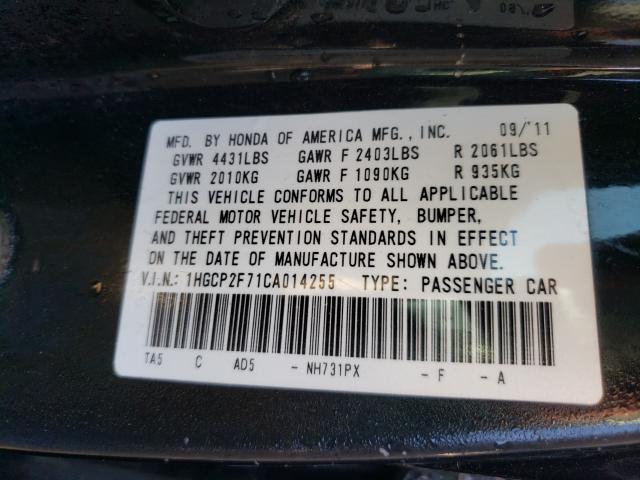 MFD. BY HONDA OF AMERICA MFG., INC. 09/'11
GVWR 4431LBS GAWR F 2403LBS R 2061LBS
GVWR 2010KG GAWR F 1090KG R 935KG
THIS VEHICLE CONFORMS TO ALL APPLICABLE
FEDERAL MOTOR VEHICLE SAFETY, BUMPER,
AND THEFT PREVENTION STANDARDS IN EFFECT
ON THE DATE OF MANUFACTURE SHOWN ABOVE.
V.I.N.: 1HGCP2F71CA014255 TYPE: PASSENGER CAR
TA5 C AD5 - NH731PX - F - A